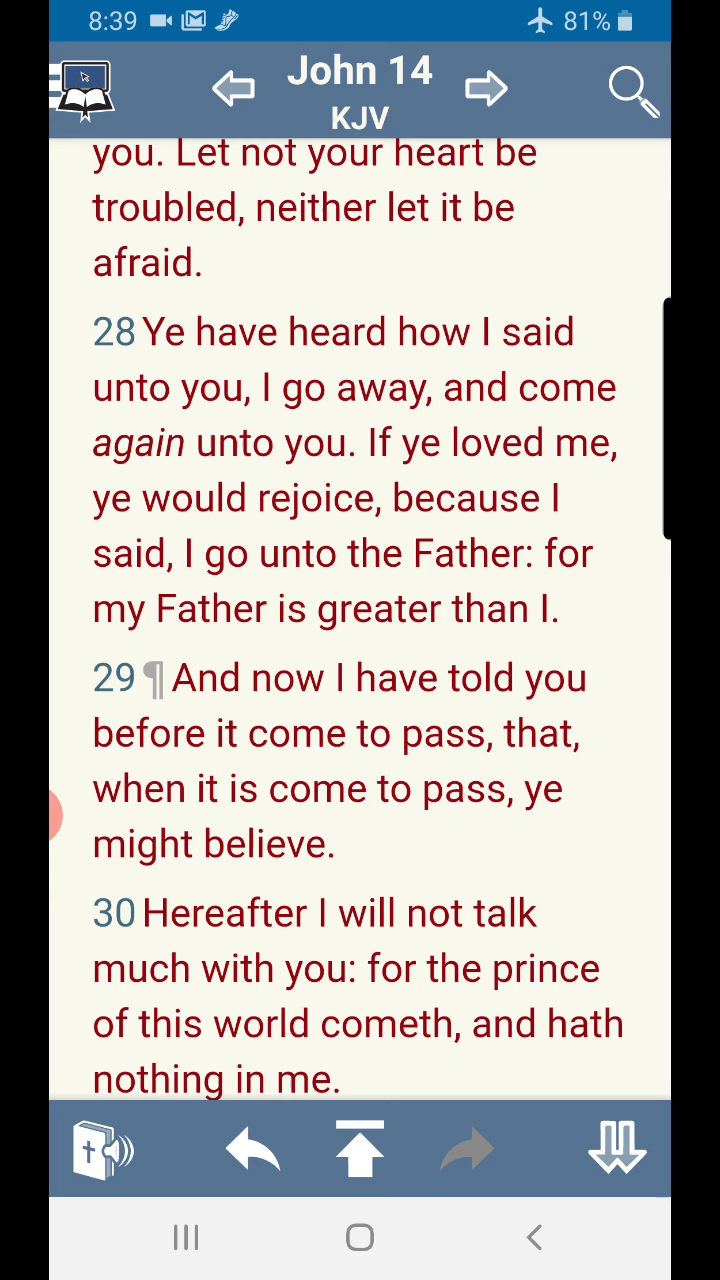 8:39 81%
John 14
KJV
you. Let not your heart be
troubled, neither let it be
afraid.
28 Ye have heard how I said
unto you, I go away, and come
again unto you. If ye loved me,
ye would rejoice, because I
said, I go unto the Father: for
my Father is greater than I.
29 ¶ And now I have told you
before it come to pass, that,
when it is come to pass, ye
might believe.
30 Hereafter I will not talk
much with you: for the prince
of this world cometh, and hath
nothing in me.